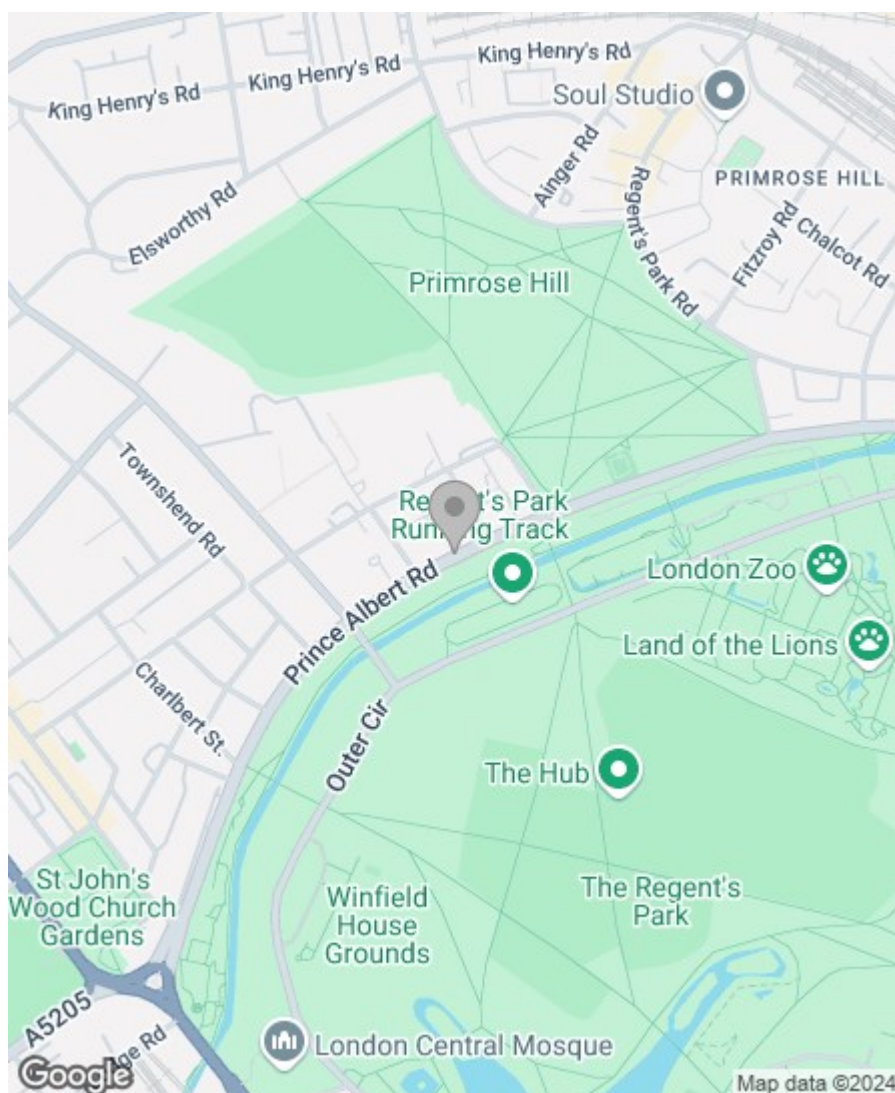 King Henry's Rd
King Henry's Rd
King Henry's Rd
Soul Studio
Ainger Rd
Regent's Park Rd
PRIMROSE HILL
Fitzroy Rd
Chalcot Rd
Elsworthy Rd
Primrose Hill
Townshend Rd
Regent's Park
Running Track
Prince Albert Rd
London Zoo
Land of the Lions
Charlbert St.
Outer Cir
The Hub
St John's
Wood Church
Gardens
Winfield
House
Grounds
The Regent's
Park
A5205
Rd
London Central Mosque
Google
Map data ©2024